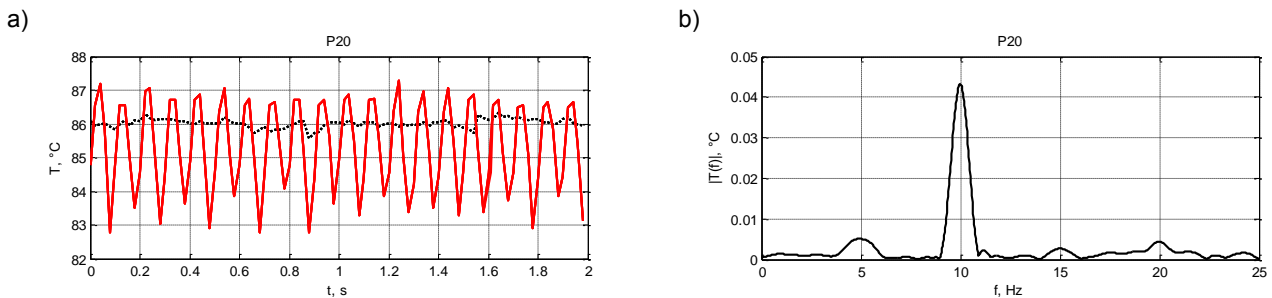 a)
P20
88
87
86
85
84
83
82
T, °C
0 0.2 0.4 0.6 0.8 1 1.2 1.4 1.6 1.8 2
t, s
b)
P20
0.05
0.04
0.03
0.02
0.01
0
|T(f)|, °C
0 5 10 15 20 25
f, Hz